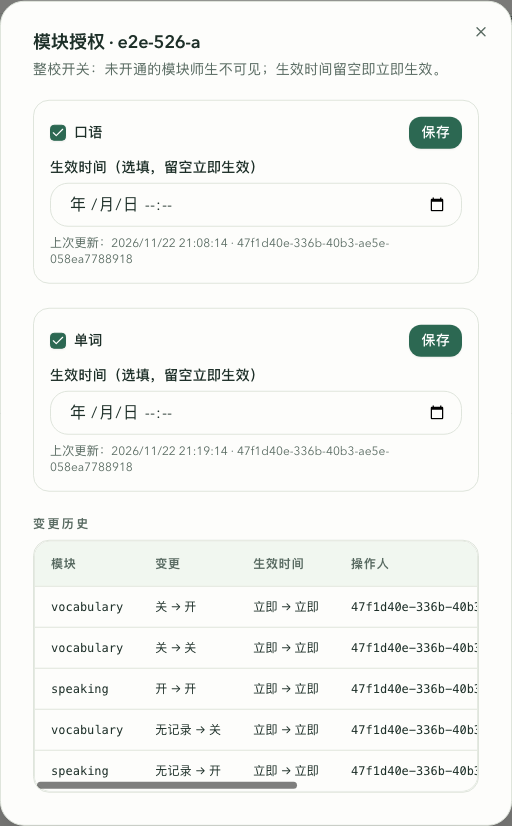 模块授权 · e2e-526-a
整校开关：未开通的模块师生不可见；生效时间留空即立即生效。
口语
保存
生效时间（选填，留空立即生效）
年 /月/日 --:--
上次更新：2026/11/22 21:08:14 · 47f1d40e-336b-40b3-ae5e-
058ea7788918
单词
保存
生效时间（选填，留空立即生效）
年 /月/日 --:--
上次更新：2026/11/22 21:19:14 · 47f1d40e-336b-40b3-ae5e-
058ea7788918
变更历史
模块 变更 生效时间 操作人
vocabulary 关 → 开 立即 → 立即 47f1d40e-336b-40b3
vocabulary 关 → 关 立即 → 立即 47f1d40e-336b-40b3
speaking 开 → 开 立即 → 立即 47f1d40e-336b-40b3
vocabulary 无记录 → 关 立即 → 立即 47f1d40e-336b-40b3
speaking 无记录 → 开 立即 → 立即 47f1d40e-336b-40b3